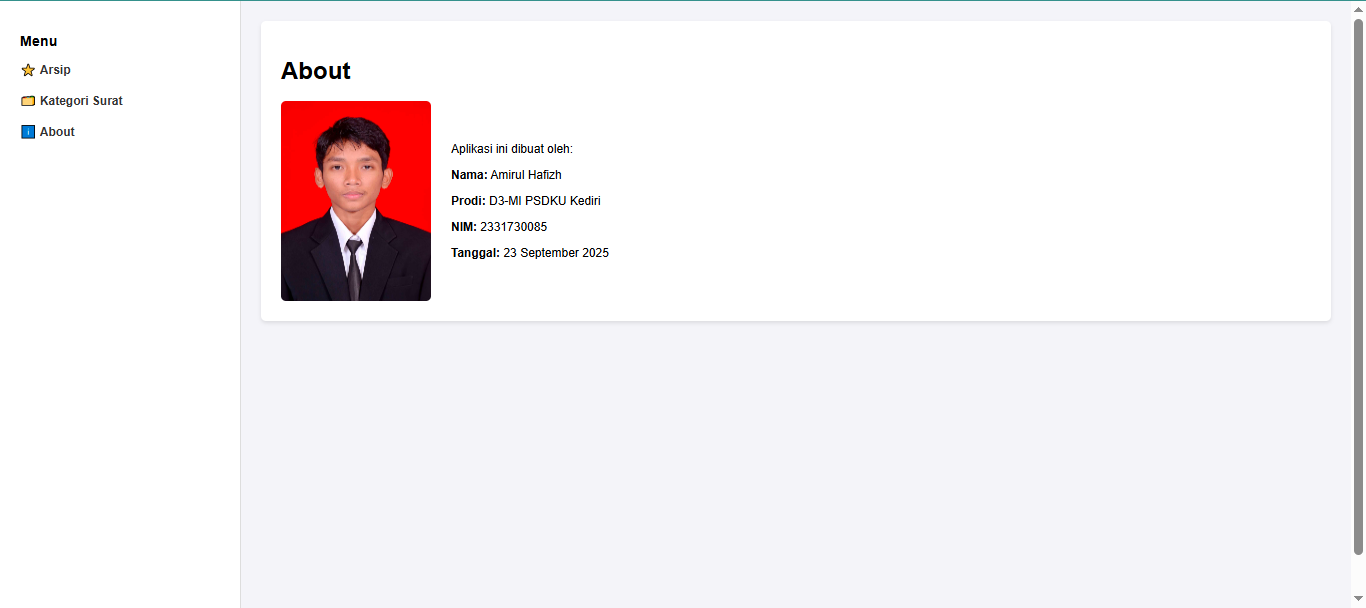 Menu
Arsip
Kategori Surat
About
About
Aplikasi ini dibuat oleh:
Nama: Amirul Hafizh
Prodi: D3-MI PSDKU Kediri
NIM: 2331730085
Tanggal: 23 September 2025